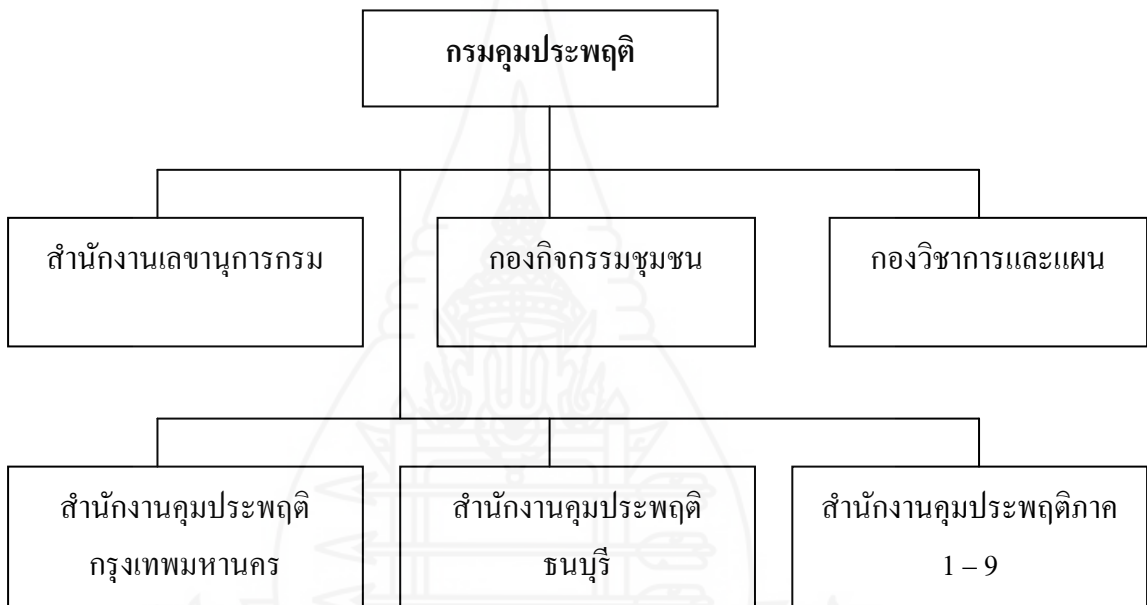 กรมคุมประพฤติ
สำนักงานเลขานุการกรม
กองกิจกรรมชุมชน
กองวิชาการและแผน
สำนักงานคุมประพฤติ
กรุงเทพมหานคร
สำนักงานคุมประพฤติ
ธนบุรี
สำนักงานคุมประพฤติภาค
1 – 9